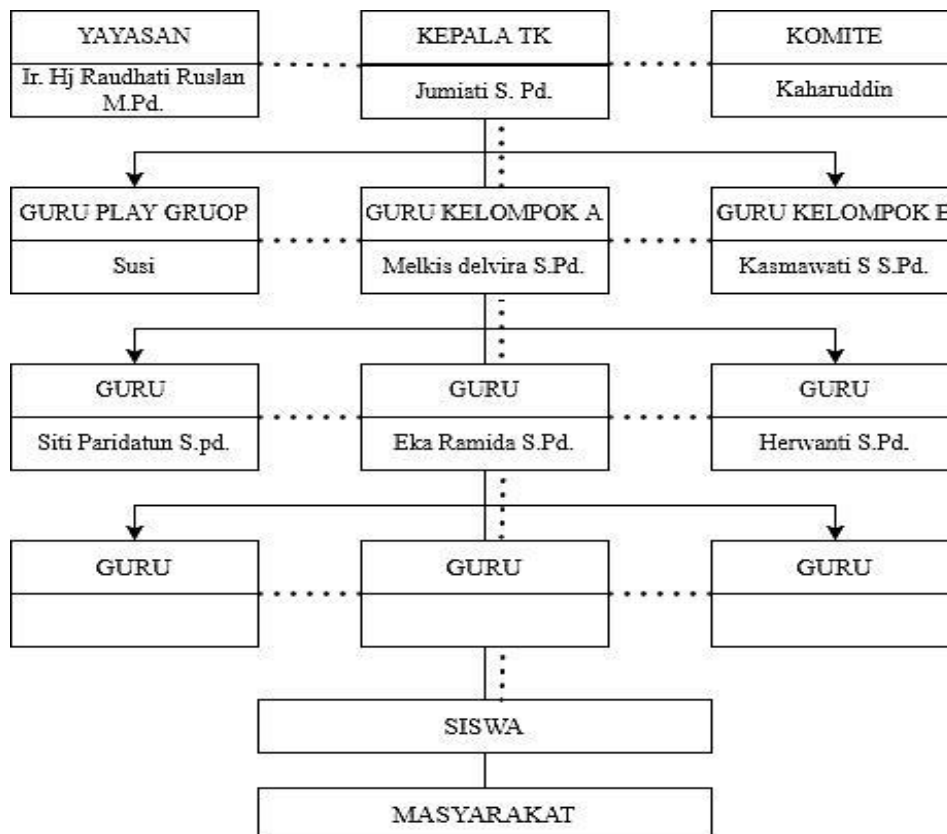 YAYASAN
Ir. Hj Raudhati Ruslan
M.Pd.
KEPALA TK
Jumiati S. Pd.
KOMITE
Kaharuddin
GURU PLAY GRUOP
Susi
GURU KELOMPOK A
Melkis delvira S.Pd.
GURU KELOMPOK B
Kasmawati S S.Pd.
GURU
Siti Paridatun S.pd.
GURU
Eka Ramida S.Pd.
GURU
Herwanti S.Pd.
GURU
GURU
GURU
SISWA
MASYARAKAT